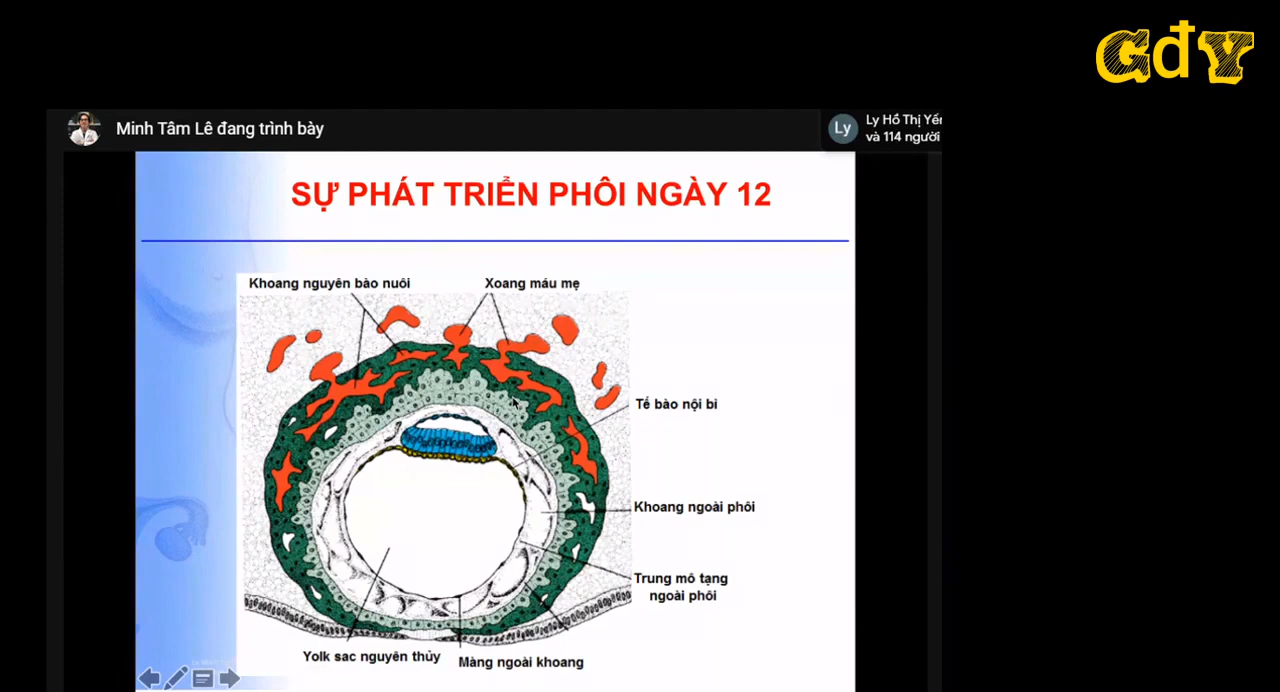 GđY
Minh Tâm Lê đang trình bày
Ly
Ly Hồ Thị Yến
và 114 người
SỰ PHÁT TRIỂN PHÔI NGÀY 12
Khoang nguyên bào nuôi
Xoang máu mẹ
Tế bào nội bì
Khoang ngoài phôi
Trung mô tạng
ngoài phôi
Yolk sac nguyên thủy
Màng ngoài khoang